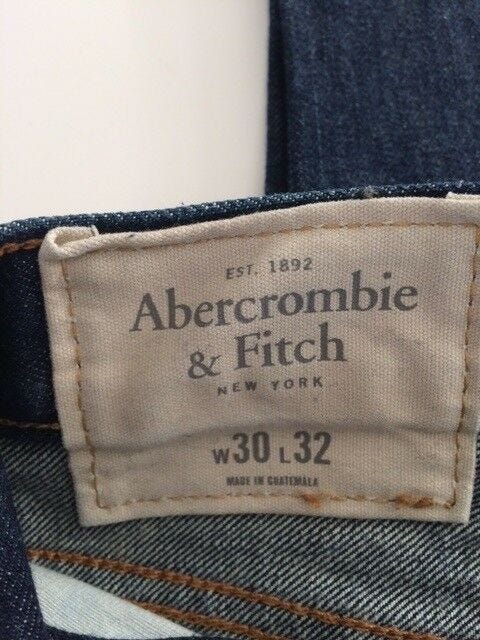 EST. 1892
Abercrombie
& Fitch
NEW YORK
W30 L32
MADE IN GUATEMALA